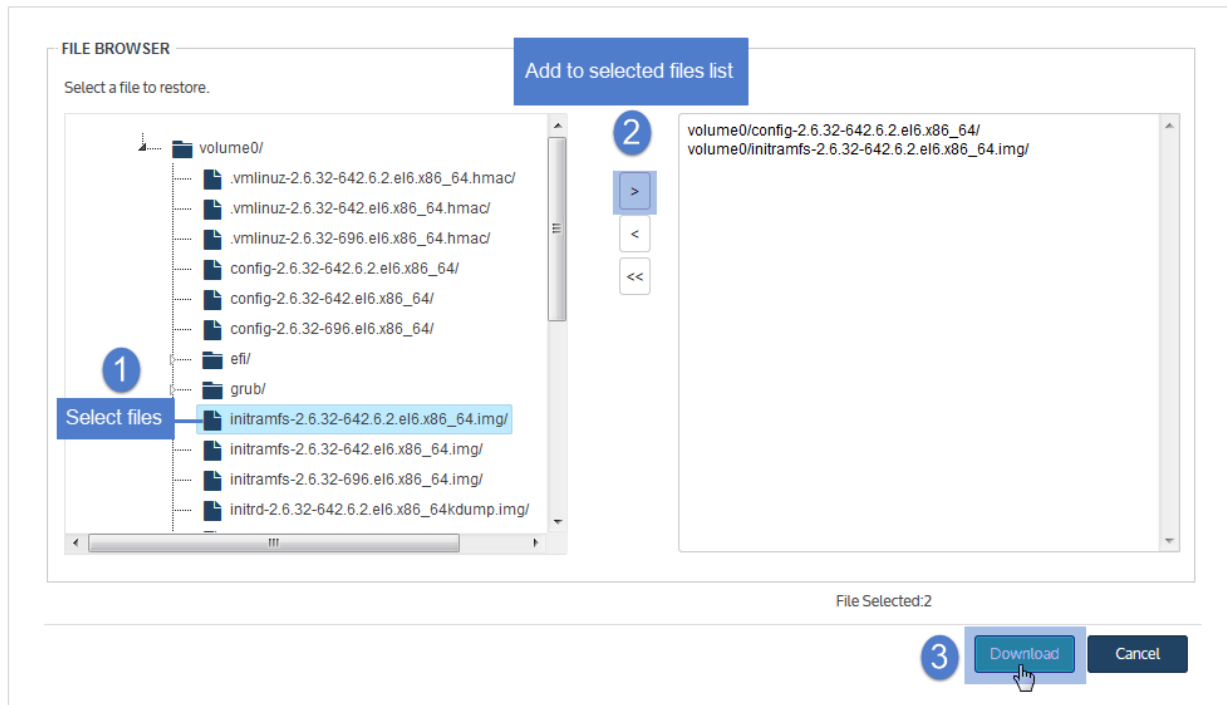 FILE BROWSER
Add to selected files list
Select a file to restore.
volume0/
.vmlinuz-2.6.32-642.6.2.el6.x86_64.hmac/
.vmlinuz-2.6.32-642.el6.x86_64.hmac/
.vmlinuz-2.6.32-696.el6.x86_64.hmac/
config-2.6.32-642.6.2.el6.x86_64/
config-2.6.32-642.el6.x86_64/
config-2.6.32-696.el6.x86_64/
efi/
grub/
initramfs-2.6.32-642.6.2.el6.x86_64.img/
initramfs-2.6.32-642.el6.x86_64.img/
initramfs-2.6.32-696.el6.x86_64.img/
initrd-2.6.32-642.6.2.el6.x86_64kdump.img/
1
Select files
2
>
<
<<
volume0/config-2.6.32-642.6.2.el6.x86_64/
volume0/initramfs-2.6.32-642.6.2.el6.x86_64.img/
File Selected:2
3
Download
Cancel